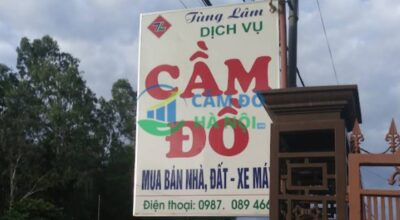 Tùng Lâm
DỊCH VỤ
CẦM
CẦM ĐỒ
HÀ NỘI
ĐỒ
MUA BÁN NHÀ, ĐẤT - XE MÁY
Điện thoại: 0987. 089 466